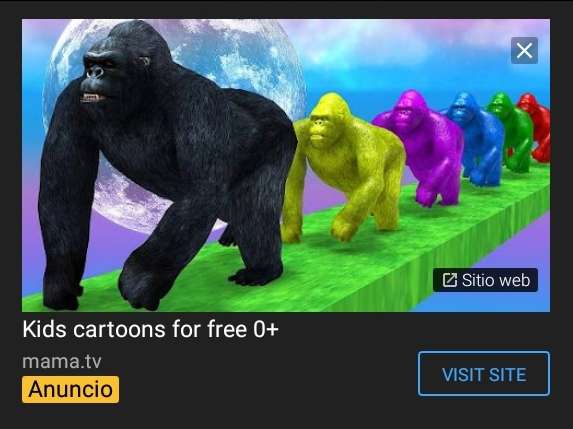 Sitio web
Kids cartoons for free 0+
mama.tv
Anuncio
VISIT SITE